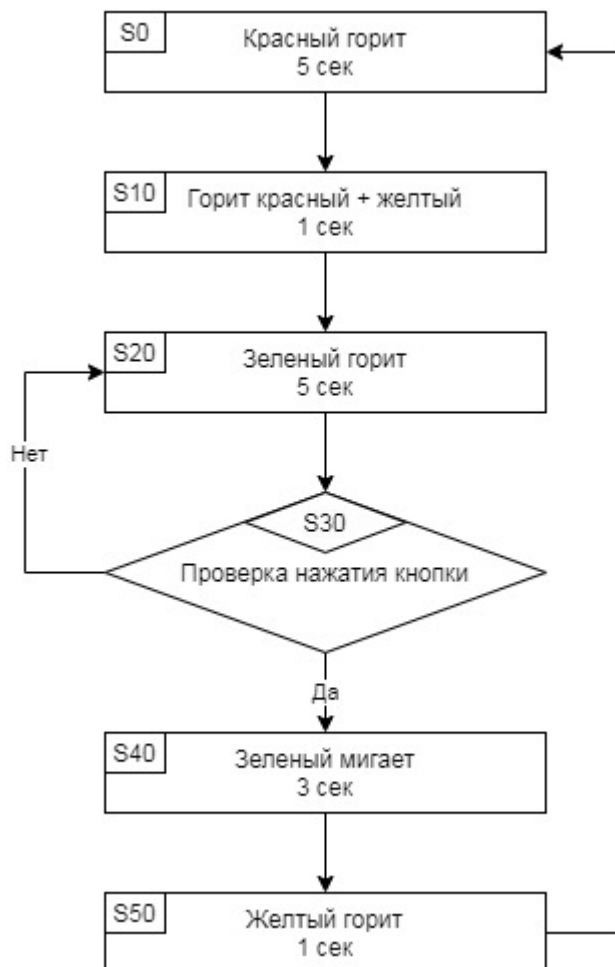 S0
Красный горит
5 сек
S10
Горит красный + желтый
1 сек
S20
Зеленый горит
5 сек
Нет
S30
Проверка нажатия кнопки
Да
S40
Зеленый мигает
3 сек
S50
Желтый горит
1 сек